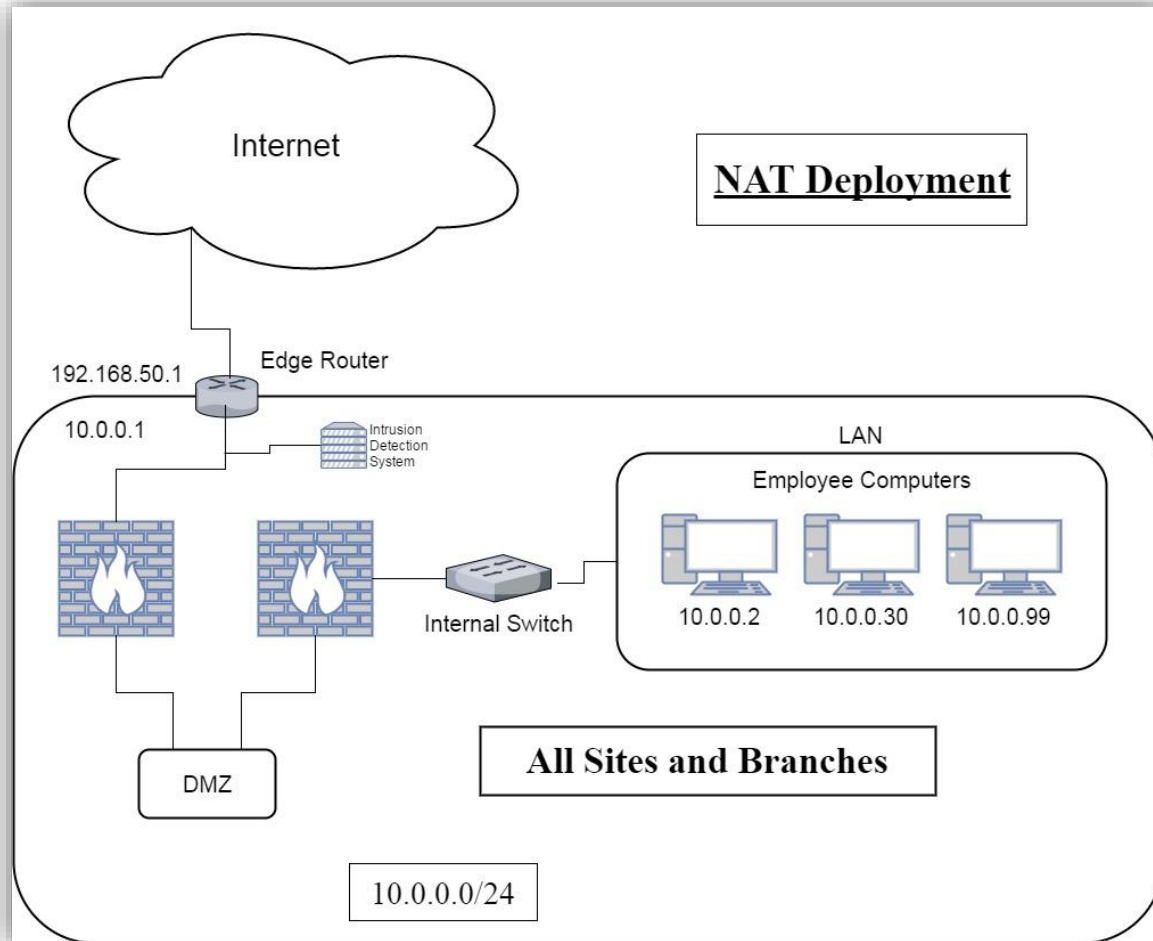 Internet
NAT Deployment
Edge Router
192.168.50.1
10.0.0.1
Intrusion
Detection
System
LAN
Employee Computers
10.0.0.2
10.0.0.30
10.0.0.99
Internal Switch
DMZ
All Sites and Branches
10.0.0.0/24